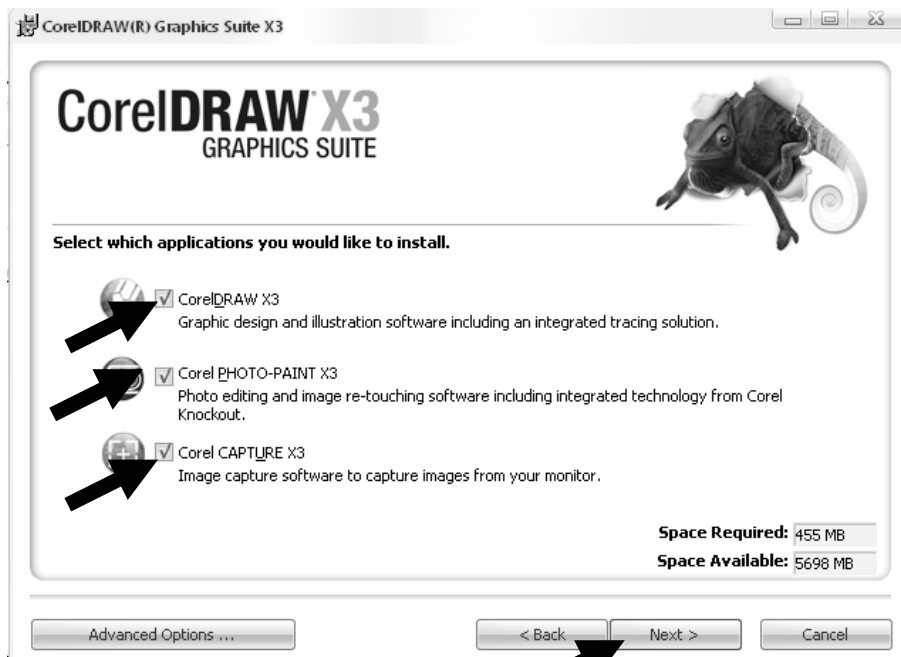 CorelDRAW(R) Graphics Suite X3
CorelDRAW® X3
GRAPHICS SUITE
Select which applications you would like to install.
CorelDRAW X3
Graphic design and illustration software including an integrated tracing solution.
Corel PHOTO-PAINT X3
Photo editing and image re-touching software including integrated technology from Corel
Knockout.
Corel CAPTURE X3
Image capture software to capture images from your monitor.
Space Required: 455 MB
Space Available: 5698 MB
Advanced Options ...
< Back
Next >
Cancel